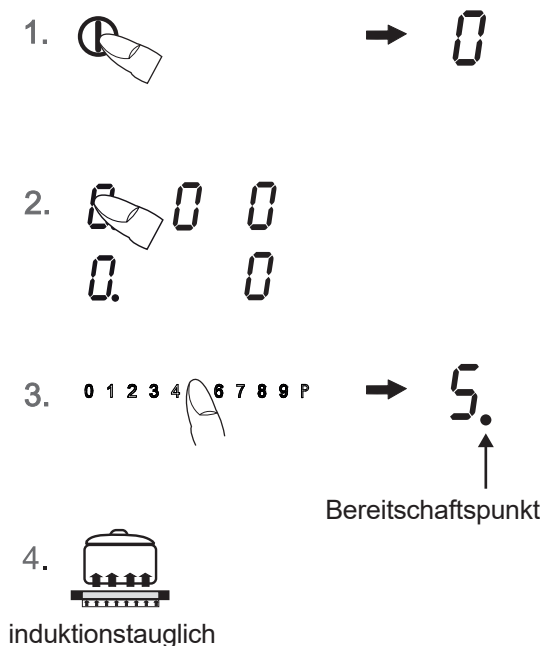 1. 0
2. 0. 0 0
0. 0
3. 0 1 2 3 4 6 7 8 9 P 5.
Bereitschaftspunkt
4.
induktionstauglich